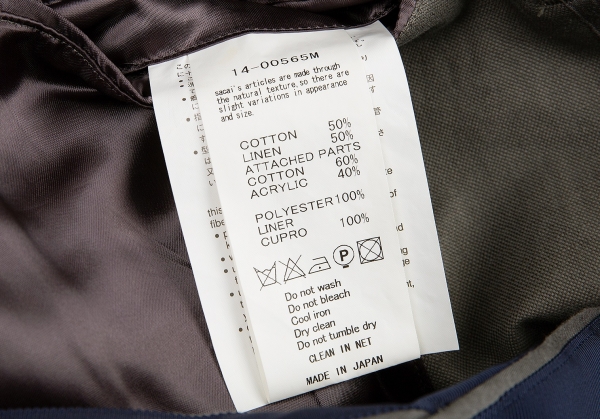 14-00565M
sacai's articles are made through
the natural texture, so there are
slight variations in appearance
and size.
COTTON 50%
LINEN 50%
ATTACHED PARTS
COTTON 60%
ACRYLIC 40%
POLYESTER 100%
LINER
CUPRO 100%
P
Do not wash
Do not bleach
Cool iron
Dry clean
Do not tumble dry
CLEAN IN NET
MADE IN JAPAN